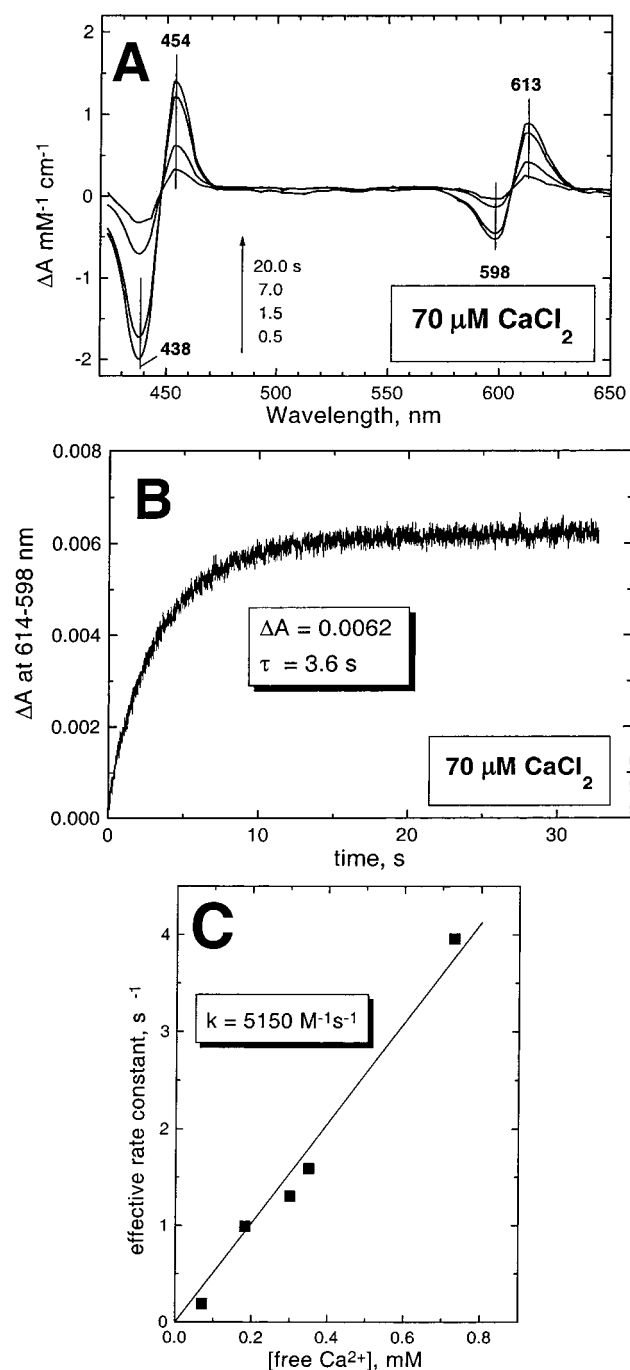 A
2
1
0
-1
-2
ΔA mM-1 cm-1
454
613
438
598
20.0 s
7.0
1.5
0.5
70 µM CaCl2
450
500
550
600
650
Wavelength, nm
B
0.008
0.006
0.004
0.002
0.000
ΔA at 614-598 nm
ΔA = 0.0062
τ = 3.6 s
70 µM CaCl2
0
10
20
30
time, s
C
4
3
2
1
0
effective rate constant, s -1
k = 5150 M-1s-1
0.0
0.2
0.4
0.6
0.8
[free Ca2+], mM